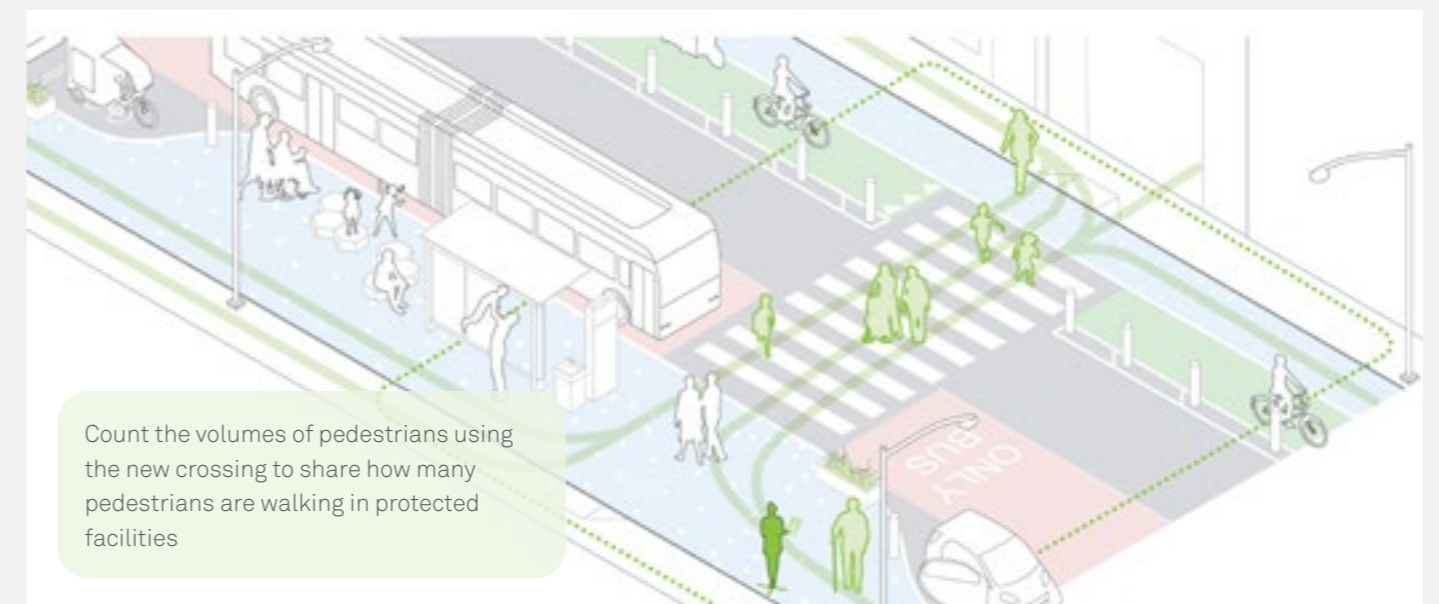 ONLY
BUS
Count the volumes of pedestrians using
the new crossing to share how many
pedestrians are walking in protected
facilities